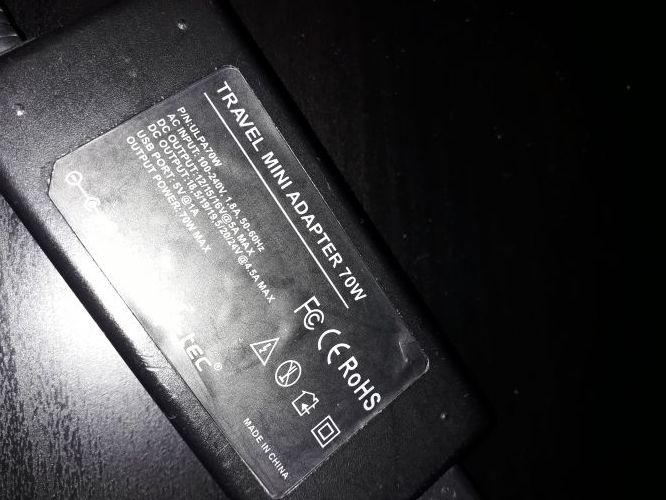 TRAVEL MINI ADAPTER 70W
P/N:ULPA70W
AC INPUT:100-240V, 1.8A, 50-60Hz
DC OUTPUT:12/15/16V@5A MAX
DC OUTPUT:18.5/19/19.5/20/24V@4.5A MAX
USB PORT: 5V@1A
OUTPUT POWER:70W MAX
FC CE RoHS
MADE IN CHINA